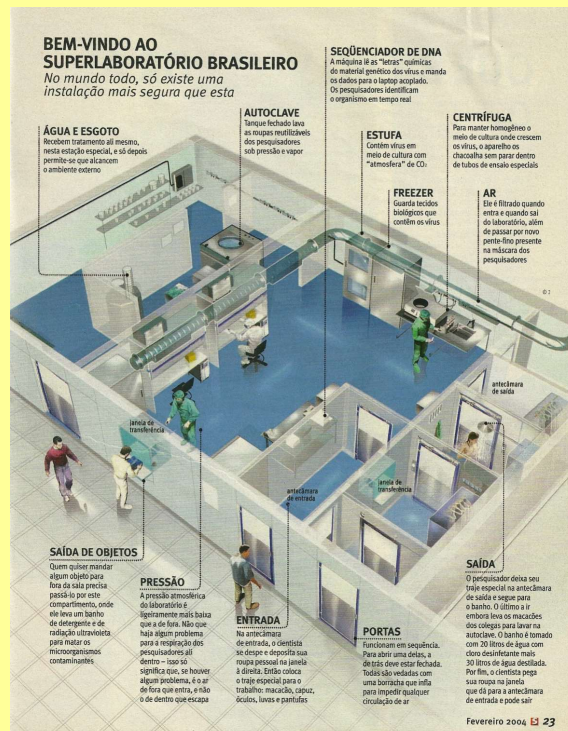 BEM-VINDO AO
SUPERLABORATÓRIO BRASILEIRO
No mundo todo, só existe uma
instalação mais segura que esta
ÁGUA E ESGOTO
Recebem tratamento ali mesmo,
nesta estação especial, e só depois
permite-se que alcancem
o ambiente externo
AUTOCLAVE
Tanque fechado lava
as roupas reutilizáveis
dos pesquisadores
sob pressão e vapor
SEQÜENCIADOR DE DNA
A máquina lê as "letras" químicas
do material genético dos vírus e manda
os dados para o laptop acoplado.
Os pesquisadores identificam
o organismo em tempo real
ESTUFA
Contém vírus em
meio de cultura com
"atmosfera" de CO₂
FREEZER
Guarda tecidos
biológicos que
contêm os vírus
CENTRÍFUGA
Para manter homogêneo o
meio de cultura onde crescem
os vírus, o aparelho os
chacoalha sem parar dentro
de tubos de ensaio especiais
AR
Ele é filtrado quando
entra e quando sai
do laboratório, além
de passar por novo
pente-fino presente
na máscara dos
pesquisadores
antecâmara
de saída
janela de
transferência
antecâmara
de entrada
janela de
transferência
SAÍDA DE OBJETOS
Quem quiser mandar
algum objeto para
fora da sala precisa
passá-lo por este
compartimento, onde
ele leva um banho
de detergente e de
radiação ultravioleta
para matar os
microorganismos
contaminantes
PRESSÃO
A pressão atmosférica
do laboratório é
ligeiramente mais baixa
que a de fora. Não que
haja algum problema
para a respiração dos
pesquisadores ali
dentro – isso só
significa que, se houver
algum problema, é o ar
de fora que entra, e não
o de dentro que escapa
ENTRADA
Na antecâmara
de entrada, o cientista
se despe e deposita sua
roupa pessoal na janela
à direita. Então coloca
o traje especial para o
trabalho: macacão, capuz,
óculos, luvas e pantufas
PORTAS
Funcionam em sequência.
Para abrir uma delas, a
de trás deve estar fechada.
Todas são vedadas com
uma borracha que infla
para impedir qualquer
circulação de ar
SAÍDA
O pesquisador deixa seu
traje especial na antecâmara
de saída e segue para
o banho. O último a ir
embora leva os macacões
dos colegas para lavar na
autoclave. O banho é tomado
com 20 litros de água com
cloro desinfetante mais
30 litros de água destilada.
Por fim, o cientista pega
sua roupa na janela
que dá para a antecâmara
de entrada e pode sair
Fevereiro 2004 23